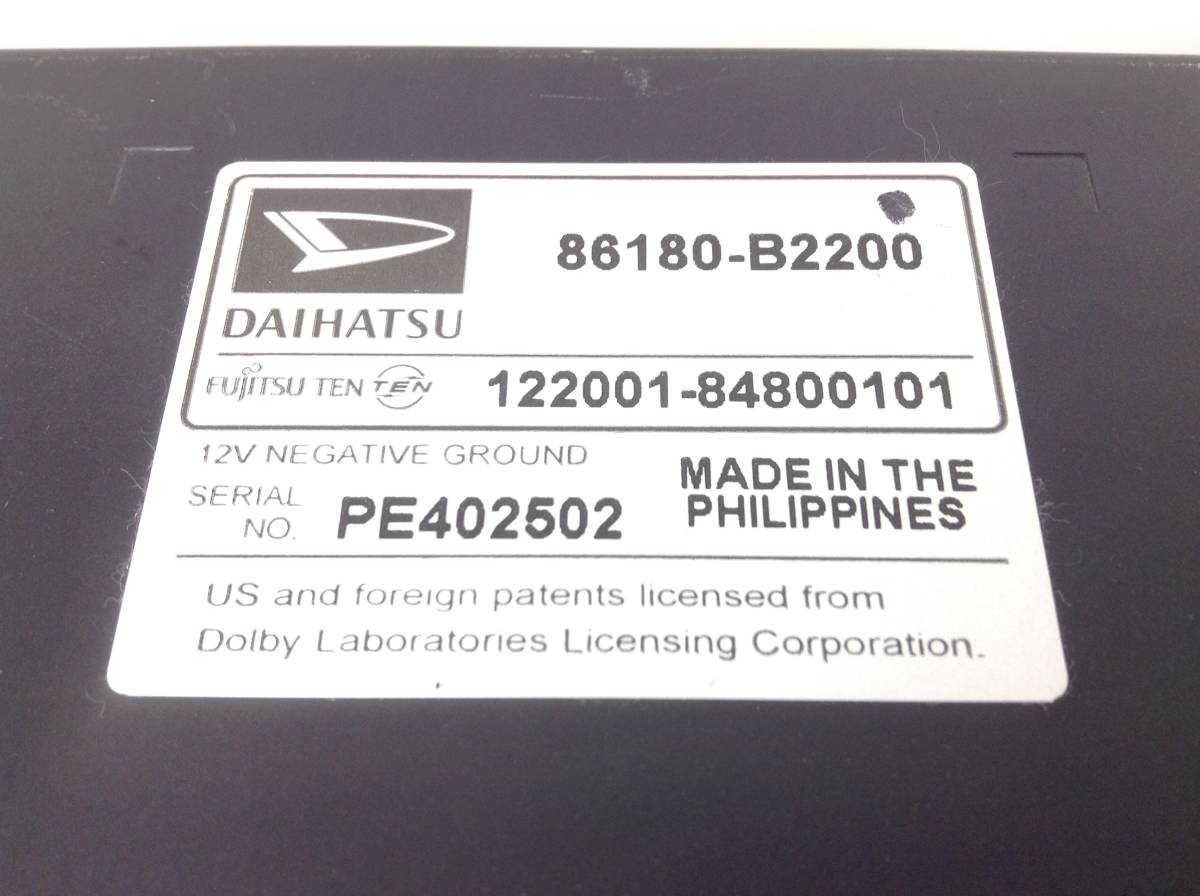 86180-B2200
DAIHATSU
FUJITSU TEN TEN 122001-84800101
12V NEGATIVE GROUND
SERIAL NO. PE402502
MADE IN THE
PHILIPPINES
US and foreign patents licensed from
Dolby Laboratories Licensing Corporation.